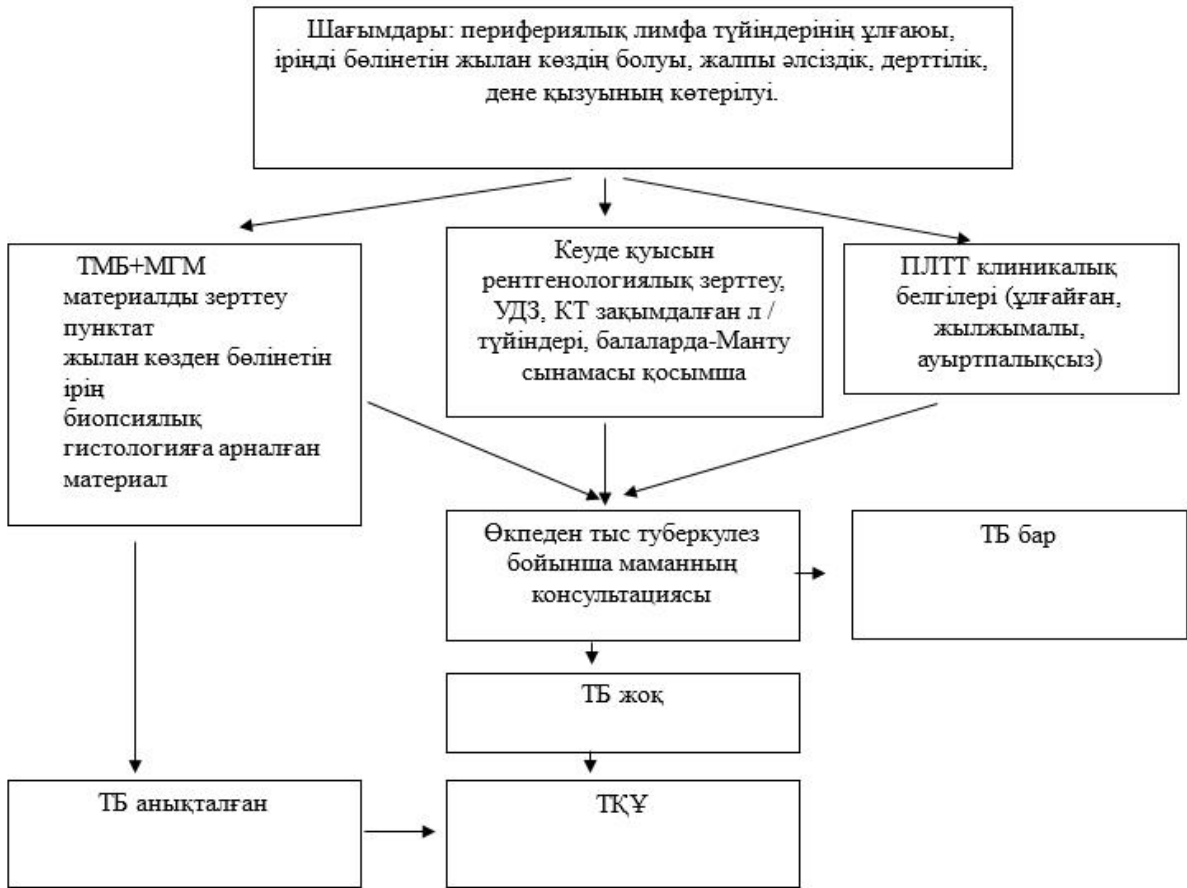 Шағымдары: перифериялық лимфа түйіндерінің ұлғаюы,
іріңді бөлінетін жылан көздің болуы, жалпы әлсіздік, дерттілік,
дене қызуының көтерілуі.
ТМБ+МГМ
материалды зерттеу
пунктат
жылан көзден бөлінетін
ірің
биопсиялық
гистологияға арналған
материал
Кеуде қуысын
рентгенологиялық зерттеу,
УДЗ, КТ зақымдалған л /
түйіндері, балаларда-Манту
сынамасы қосымша
ПЛТТ клиникалық
белгілері (ұлғайған,
жылжымалы,
ауыртпалықсыз)
Өкпеден тыс туберкулез
бойынша маманның
консультациясы
ТБ бар
ТБ жоқ
ТБ анықталған
ТҚҰ